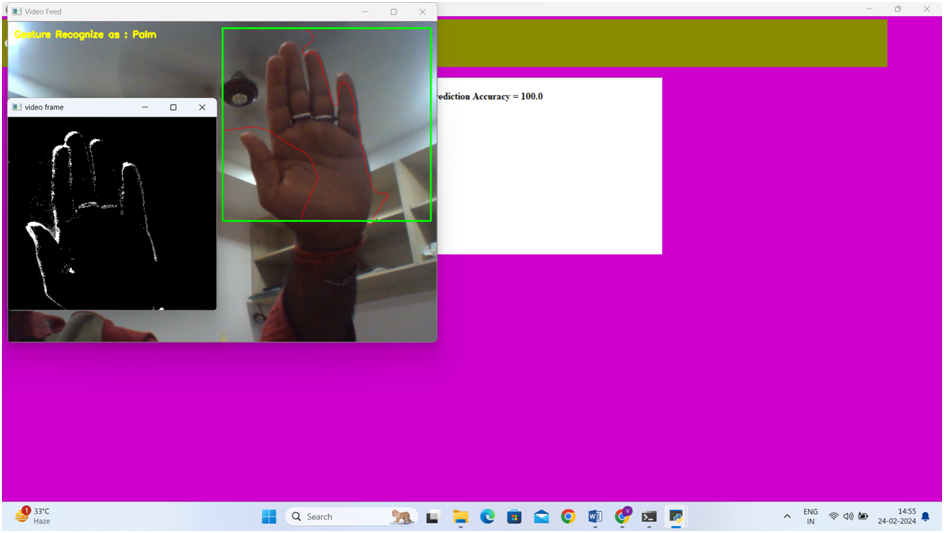 Video Feed
Gesture Recognize as : Palm
rediction Accuracy = 100.0
video frame
1
33°C
Haze
Search
V
ENG
IN
14:55
24-02-2024